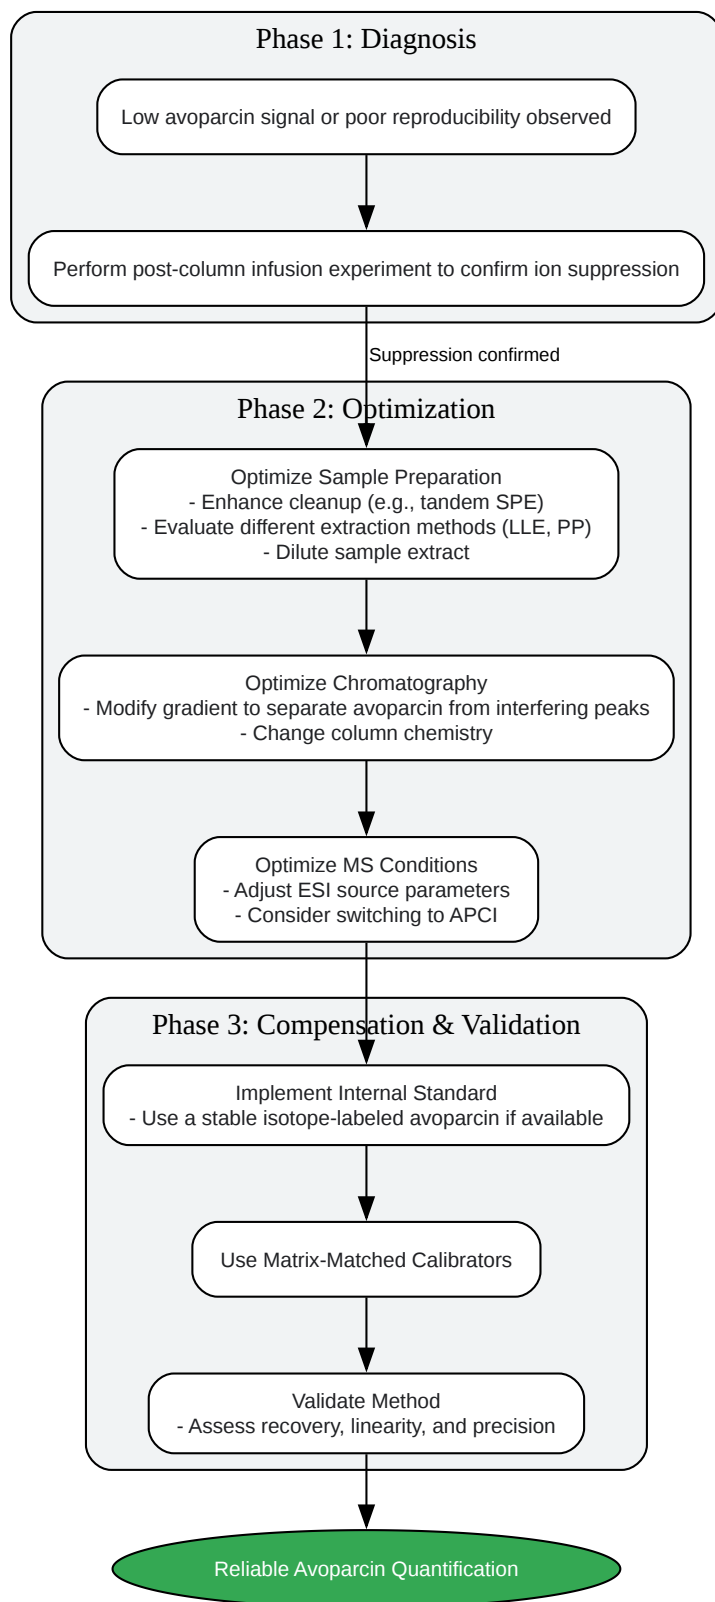 Phase 1: Diagnosis
Low avoparcin signal or poor reproducibility observed
Perform post-column infusion experiment to confirm ion suppression
Suppression confirmed
Phase 2: Optimization
Optimize Sample Preparation
- Enhance cleanup (e.g., tandem SPE)
- Evaluate different extraction methods (LLE, PP)
- Dilute sample extract
Optimize Chromatography
- Modify gradient to separate avoparcin from interfering peaks
- Change column chemistry
Optimize MS Conditions
- Adjust ESI source parameters
- Consider switching to APCI
Phase 3: Compensation & Validation
Implement Internal Standard
- Use a stable isotope-labeled avoparcin if available
Use Matrix-Matched Calibrators
Validate Method
- Assess recovery, linearity, and precision
Reliable Avoparcin Quantification